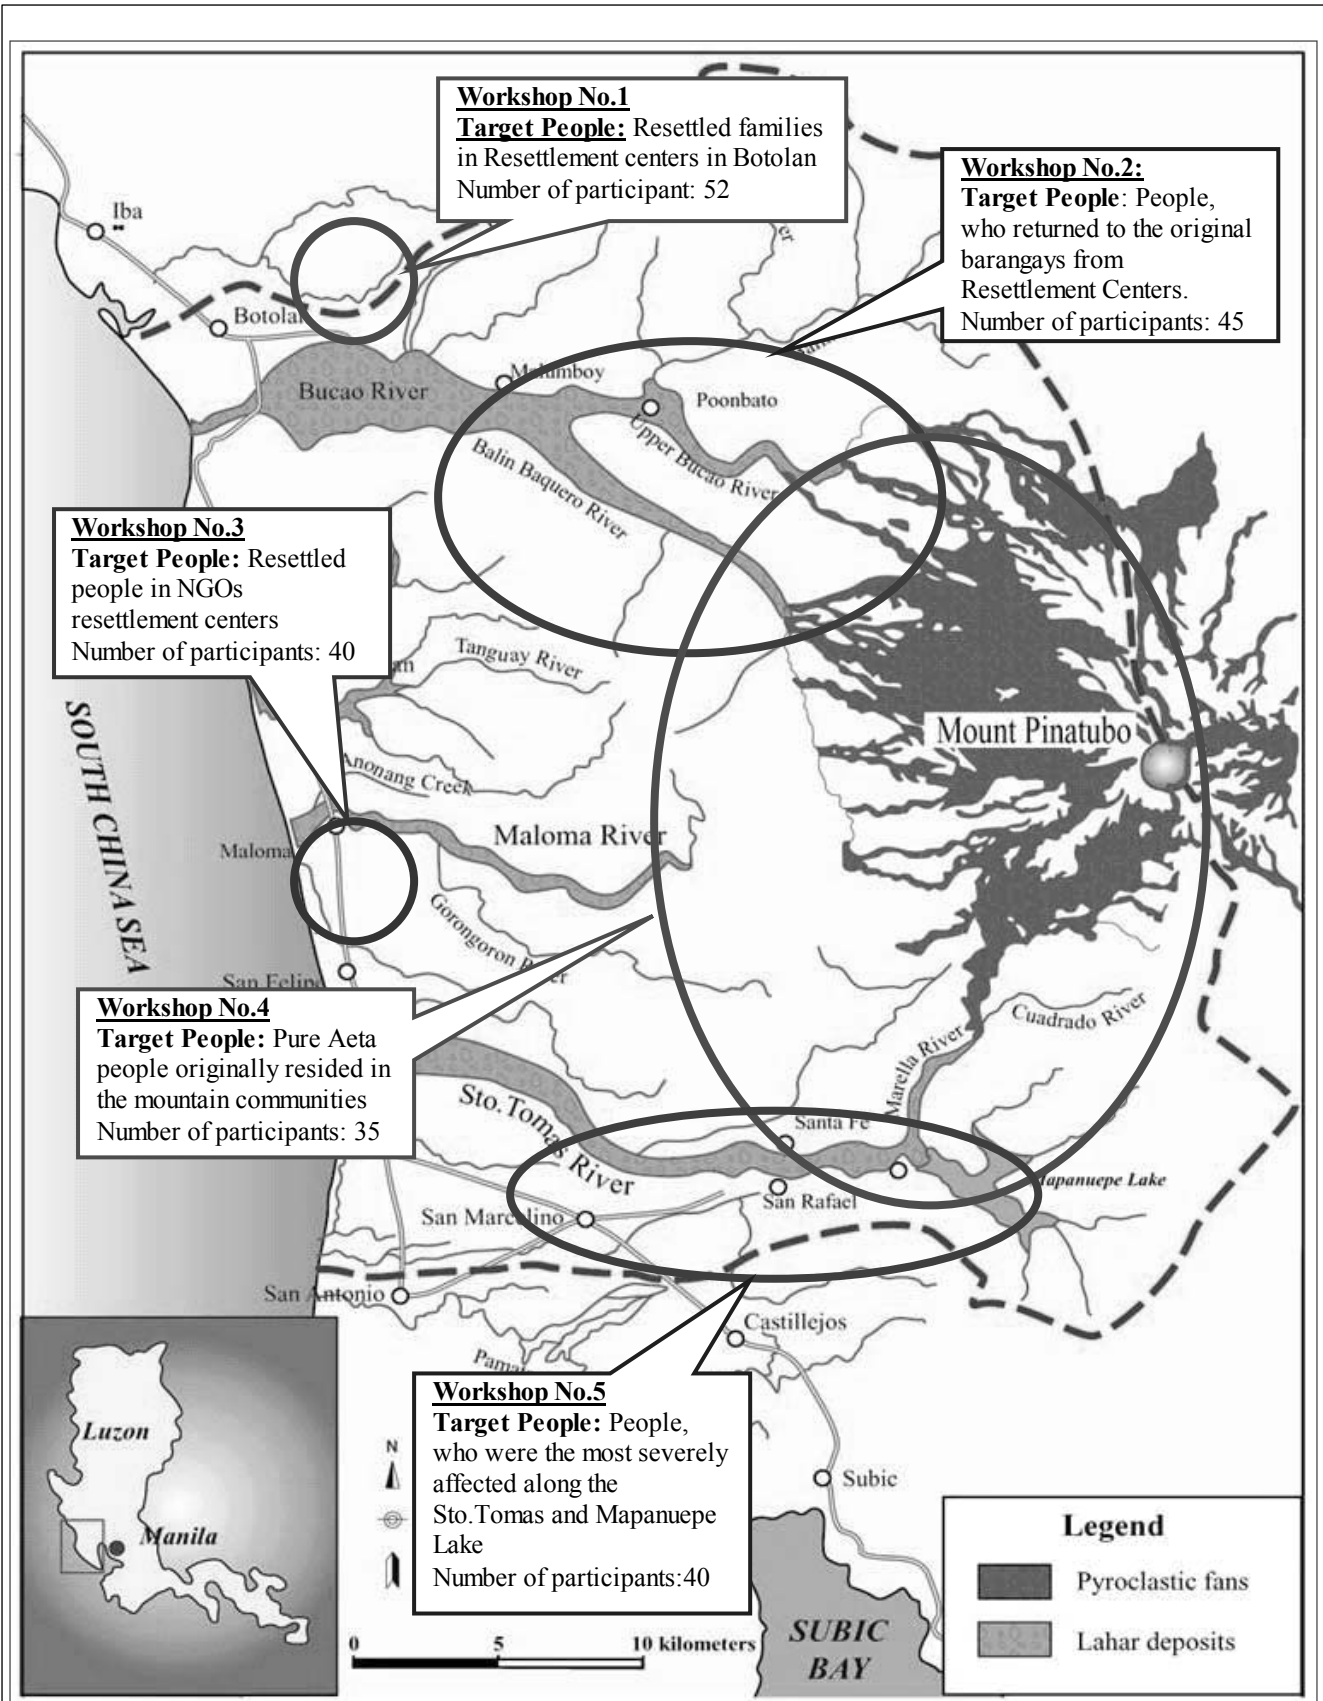 Workshop No.1
Target People: Resettled families
in Resettlement centers in Botolan
Number of participant: 52
Workshop No.2:
Target People: People,
who returned to the original
barangays from
Resettlement Centers.
Number of participants: 45
Iba
Botolan
Bucao River
Malumboy
Poonbato
Upper Bucao River
Balin Baquero River
Workshop No.3
Target People: Resettled
people in NGOs
resettlement centers
Number of participants: 40
Tanguay River
SOUTH CHINA SEA
Mount Pinatubo
Anonang Creek
Maloma River
Maloma
Gorongoron River
San Felipe
Workshop No.4
Target People: Pure Aeta
people originally resided in
the mountain communities
Number of participants: 35
Cuadrado River
Marella River
Sto.Tomas River
Santa Fe
San Rafael
Mapanuepe Lake
San Marcelino
San Antonio
Castillejos
Workshop No.5
Target People: People,
who were the most severely
affected along the
Sto.Tomas and Mapanuepe
Lake
Number of participants:40
Luzon
Manila
N
Subic
SUBIC
BAY
0 5 10 kilometers
Legend
Pyroclastic fans
Lahar deposits